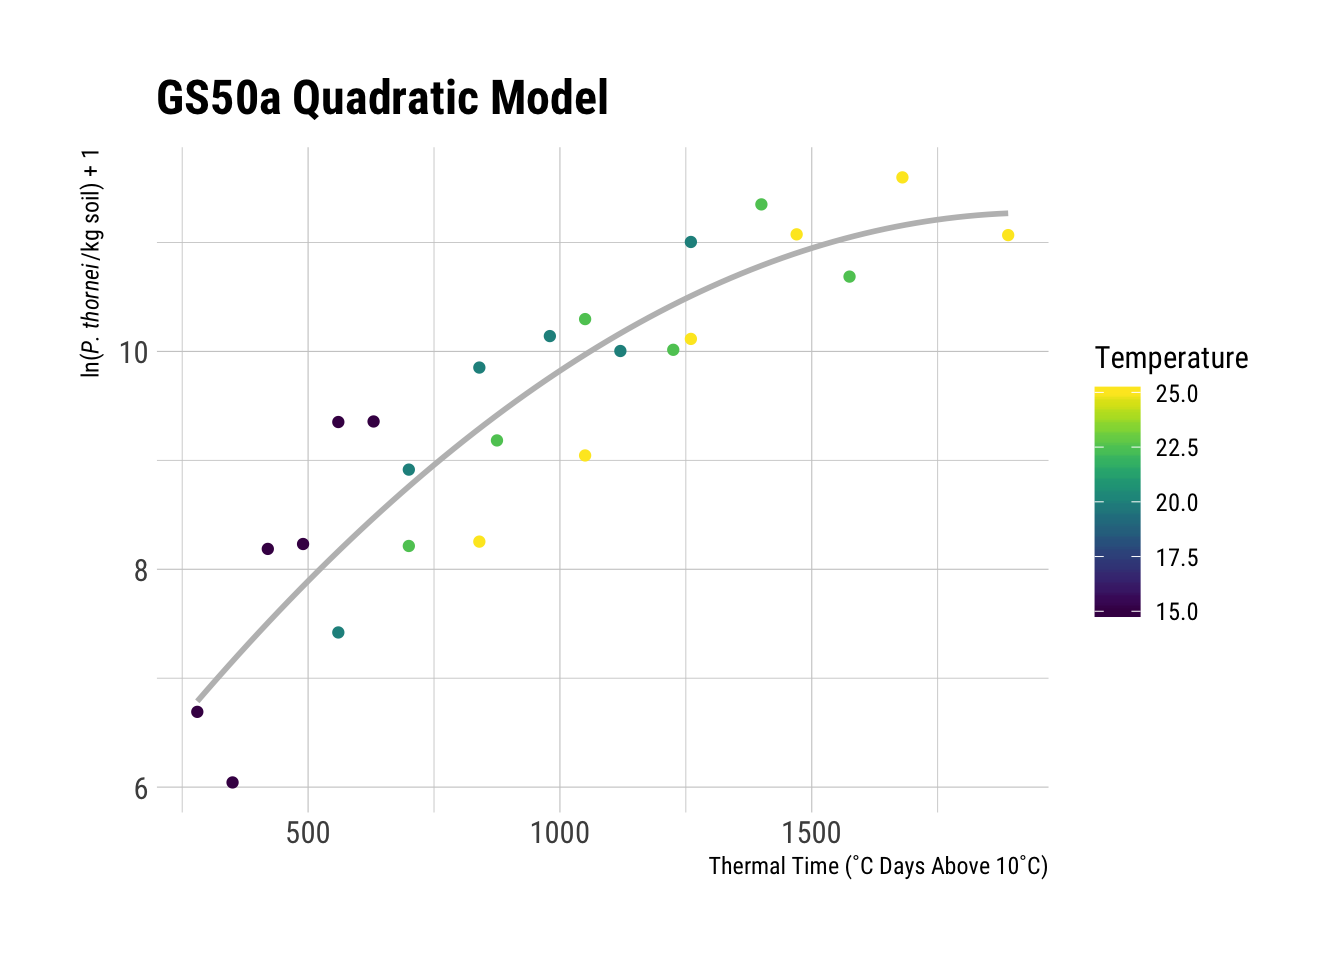 GS50a Quadratic Model
ln(P. thornei/kg soil) + 1
10
8
6
500 1000 1500
Thermal Time (˚C Days Above 10˚C)
Temperature
25.0
22.5
20.0
17.5
15.0